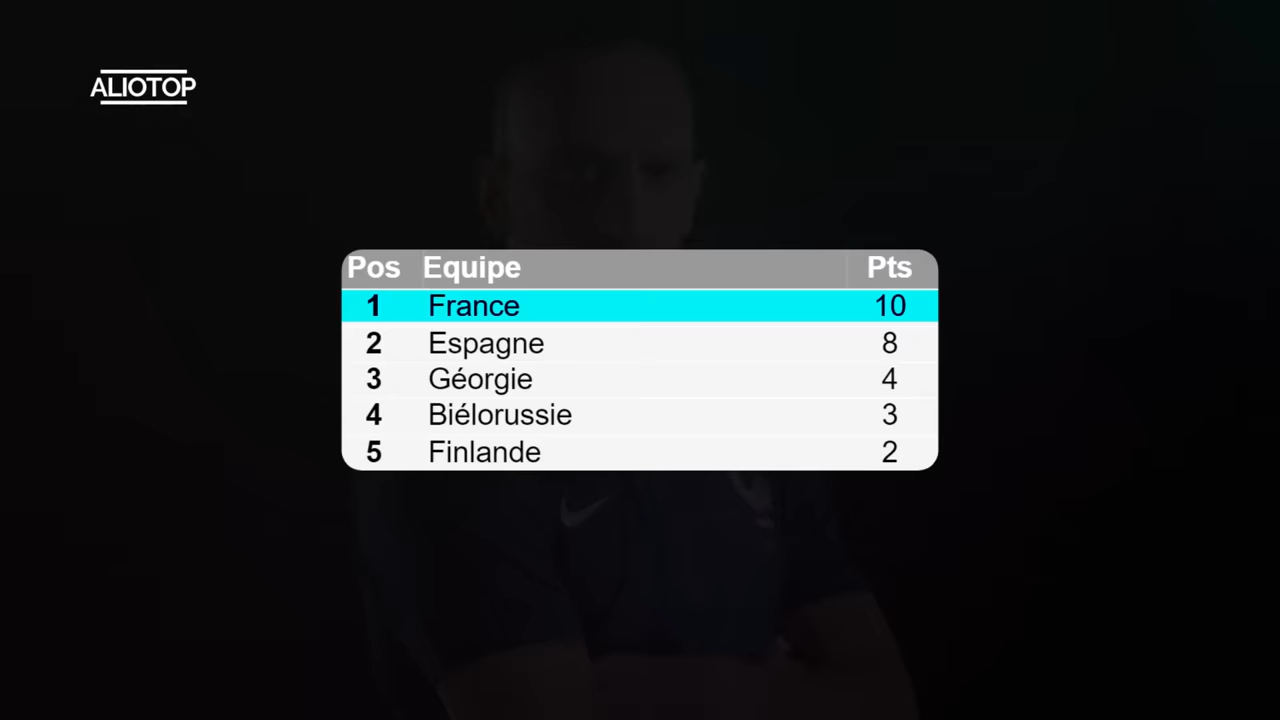 ALIOTOP
Pos Equipe Pts
1 France 10
2 Espagne 8
3 Géorgie 4
4 Biélorussie 3
5 Finlande 2